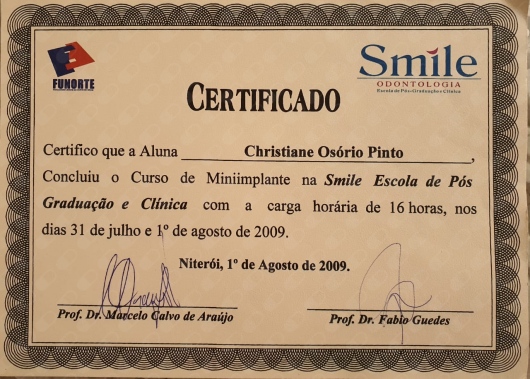 FUNORTE
Smile
ODONTOLOGIA
Escola de Pós-Graduação e Clínica
CERTIFICADO
Certifico que a Aluna Christiane Osório Pinto,
Concluiu o Curso de Miniimplante na Smile Escola de Pós
Graduação e Clínica com a carga horária de 16 horas, nos
dias 31 de julho e 1º de agosto de 2009.
Niterói, 1º de Agosto de 2009.
Prof. Dr. Marcelo Calvo de Araújo
Prof. Dr. Fabio Guedes